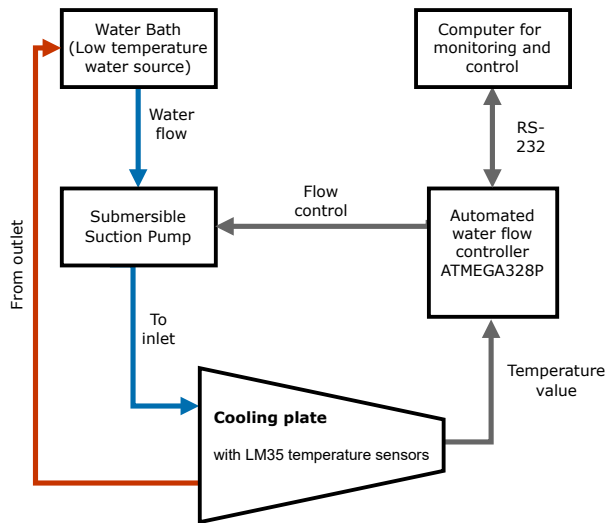 Water Bath
(Low temperature
water source)
Computer for
monitoring and
control
Water
flow
RS-
232
Submersible
Suction Pump
Flow
control
Automated
water flow
controller
ATMEGA328P
From outlet
To
inlet
Temperature
value
Cooling plate
with LM35 temperature sensors